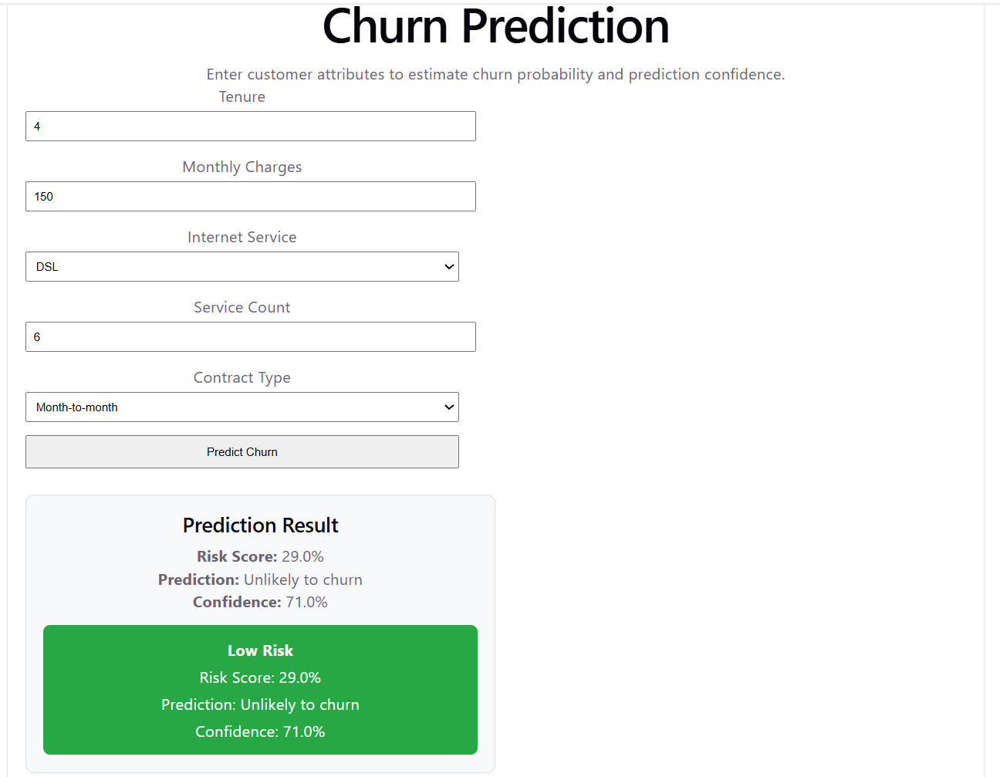 Churn Prediction
Enter customer attributes to estimate churn probability and prediction confidence.
Tenure
4
Monthly Charges
150
Internet Service
DSL
Service Count
6
Contract Type
Month-to-month
Predict Churn
Prediction Result
Risk Score: 29.0%
Prediction: Unlikely to churn
Confidence: 71.0%
Low Risk
Risk Score: 29.0%
Prediction: Unlikely to churn
Confidence: 71.0%